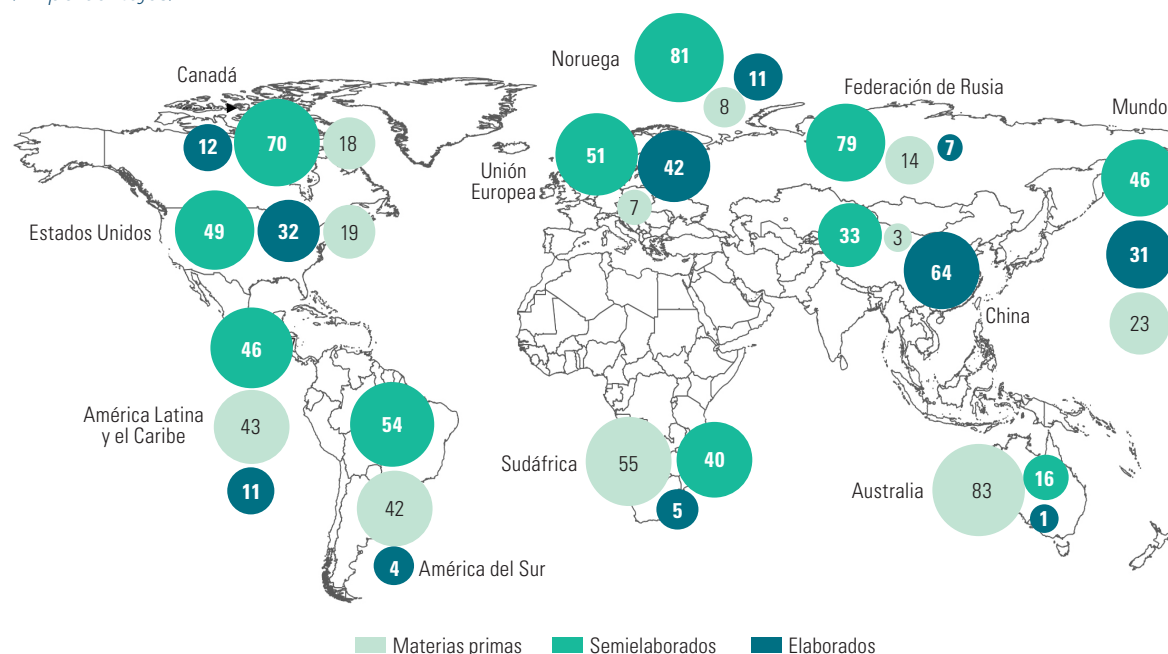 Canadá
12
70
18
Estados Unidos
49
32
19
46
América Latina
y el Caribe
43
11
54
42
4
América del Sur
Noruega
81
11
8
Unión
Europea
51
42
7
Federación de Rusia
79
14
7
33
3
64
China
Sudáfrica
55
40
5
Australia
83
16
1
Mundo
46
31
23
Materias primas
Semielaborados
Elaborados